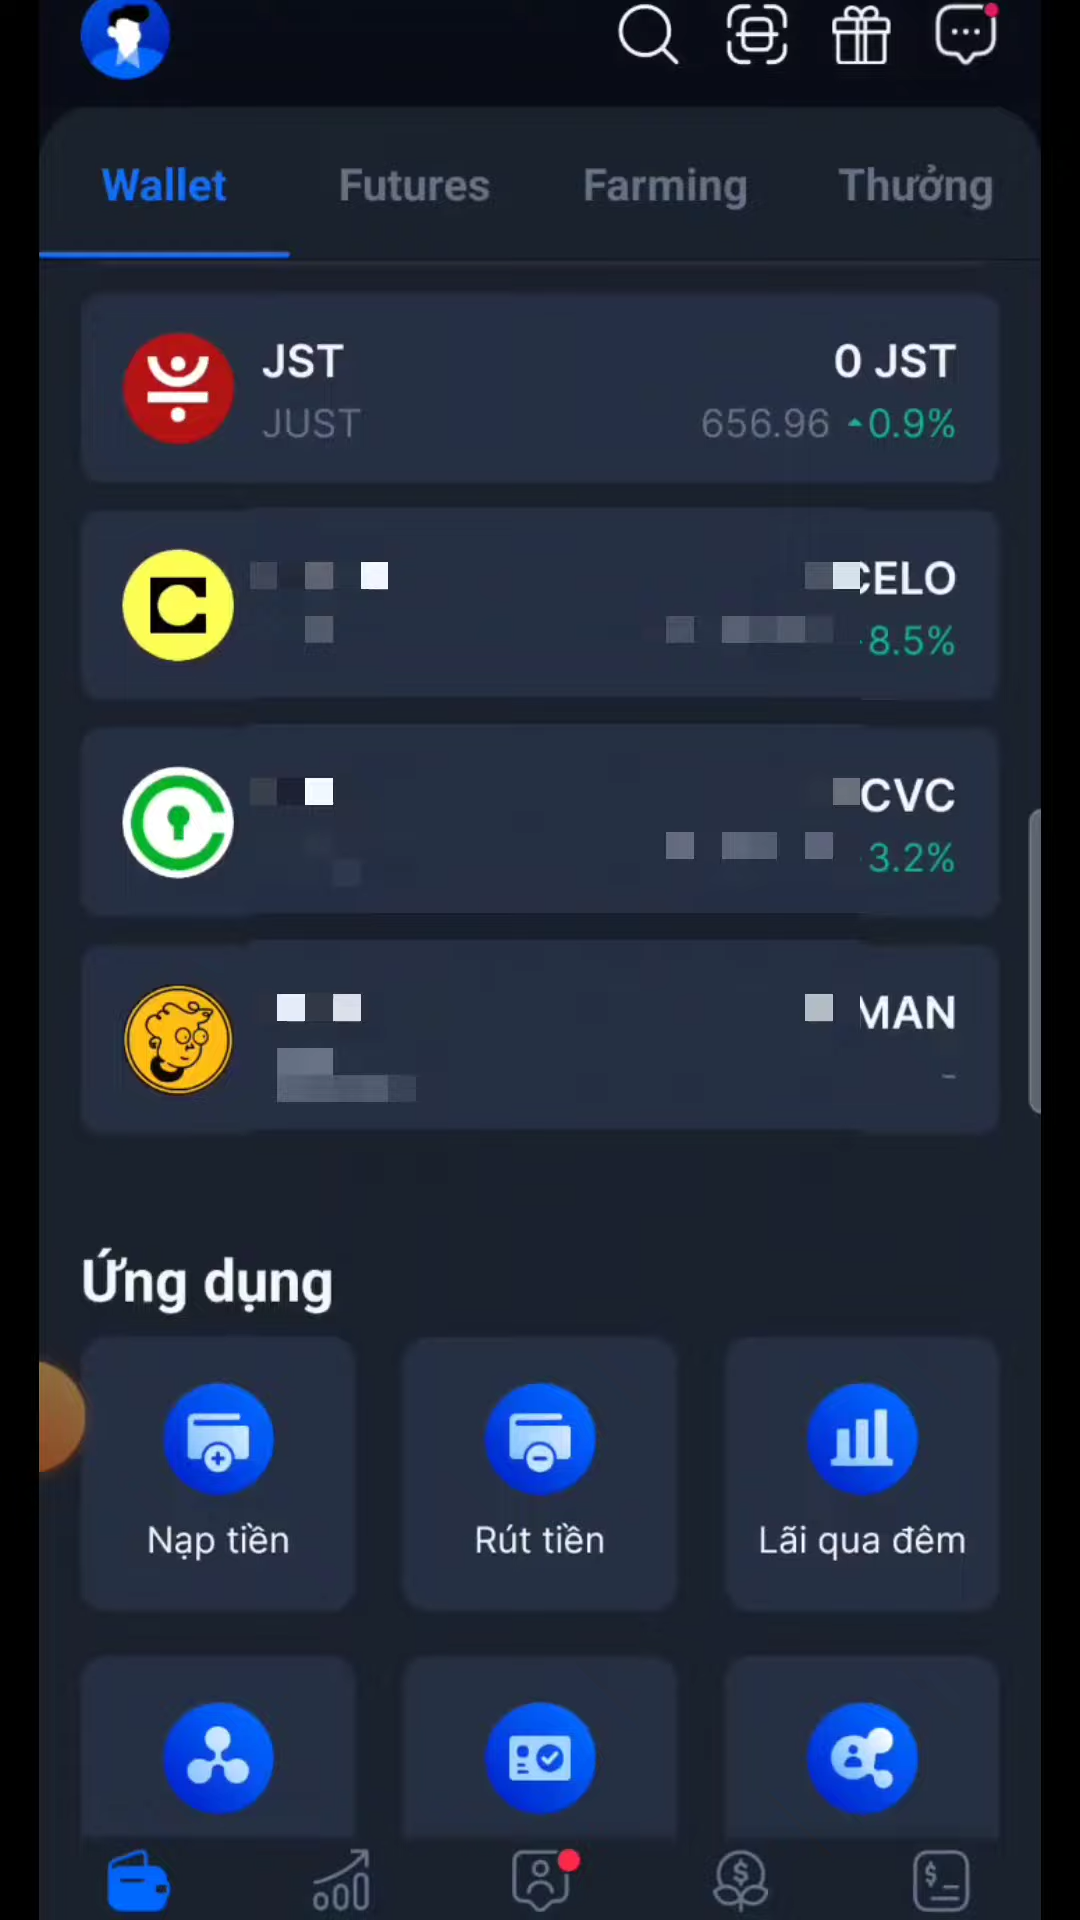 Wallet Futures Farming Thưởng
JST 0 JST
JUST 656.96 0.9%
CELO
8.5%
CVC
3.2%
MAN
–
Ứng dụng
Nạp tiền Rút tiền Lãi qua đêm